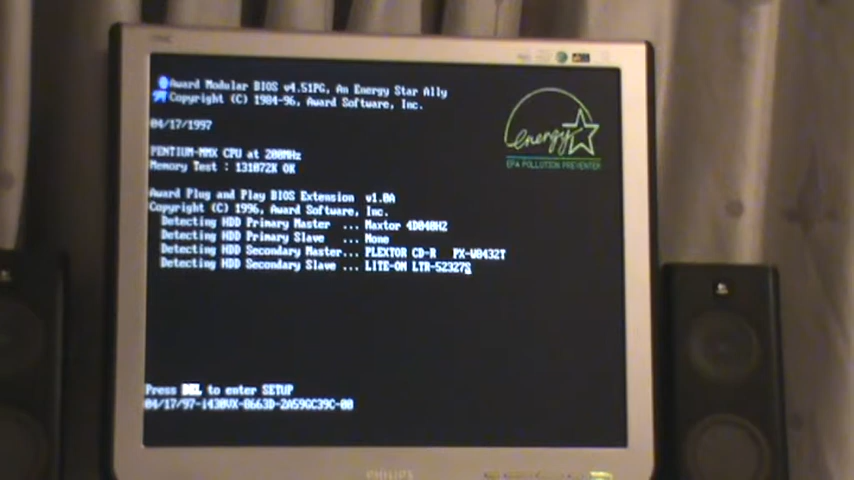 Award Modular BIOS v4.51PG, An Energy Star Ally
Copyright (C) 1984-96, Award Software, Inc.
04/17/1997
energy
EPA POLLUTION PREVENTER
PENTIUM-MMX CPU at 200MHz
Memory Test : 131072K OK
Award Plug and Play BIOS Extension v1.0A
Copyright (C) 1996, Award Software, Inc.
Detecting HDD Primary Master ... Maxtor 4D040H2
Detecting HDD Primary Slave ... None
Detecting HDD Secondary Master... PLEXTOR CD-R PX-W8432T
Detecting HDD Secondary Slave ... LITE-ON LTR-52327S
Press DEL to enter SETUP
04/17/97-i430VX-8663D-2A59GC39C-00
PHILIPS